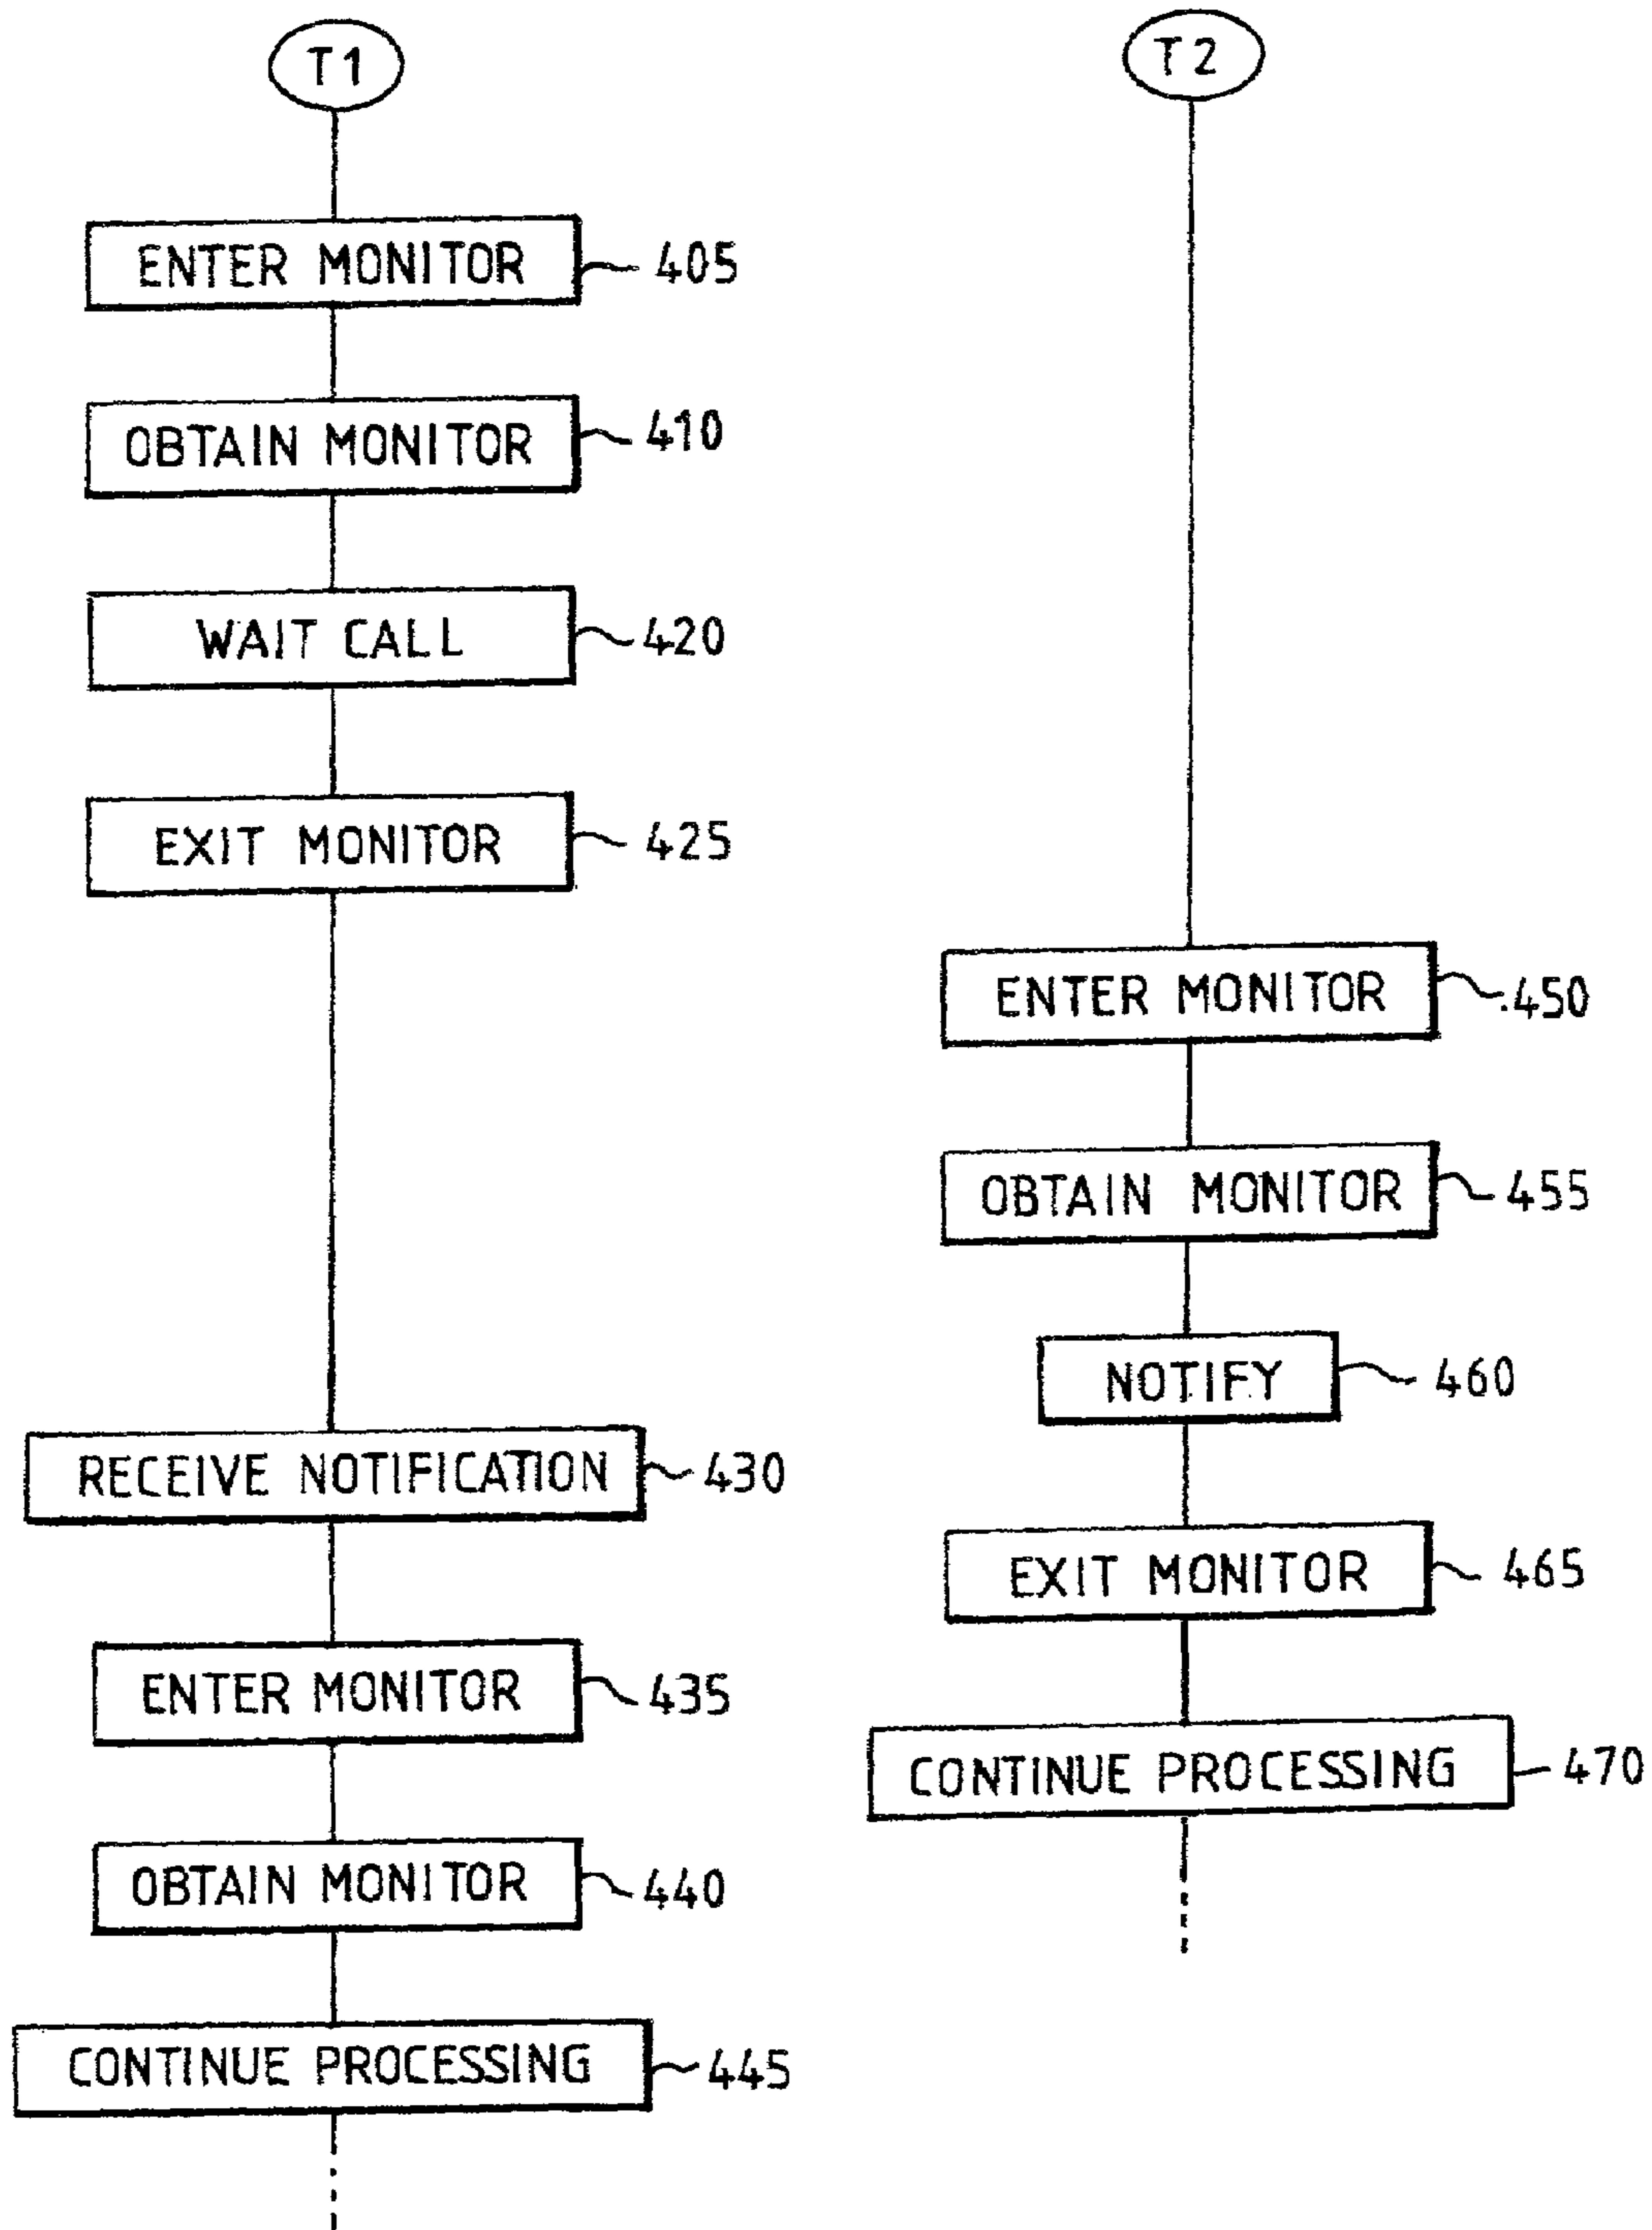 T1
ENTER MONITOR 405
OBTAIN MONITOR 410
WAIT CALL 420
EXIT MONITOR 425
RECEIVE NOTIFICATION 430
ENTER MONITOR 435
OBTAIN MONITOR 440
CONTINUE PROCESSING 445
T2
ENTER MONITOR 450
OBTAIN MONITOR 455
NOTIFY 460
EXIT MONITOR 465
CONTINUE PROCESSING 470